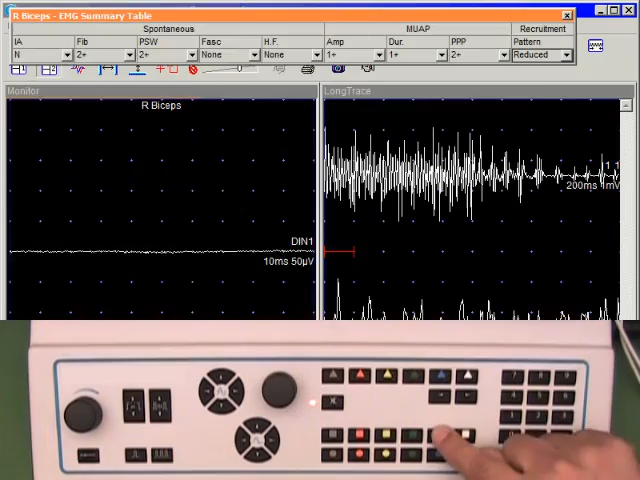 R Biceps - EMG Summary Table
Spontaneous MUAP Recruitment
IA Fib PSW Fasc H.F. Amp Dur. PPP Pattern
N 2+ 2+ None None 1+ 1+ 2+ Reduced
Monitor LongTrace
R Biceps
200ms 1mV
DIN1
10ms 50µV